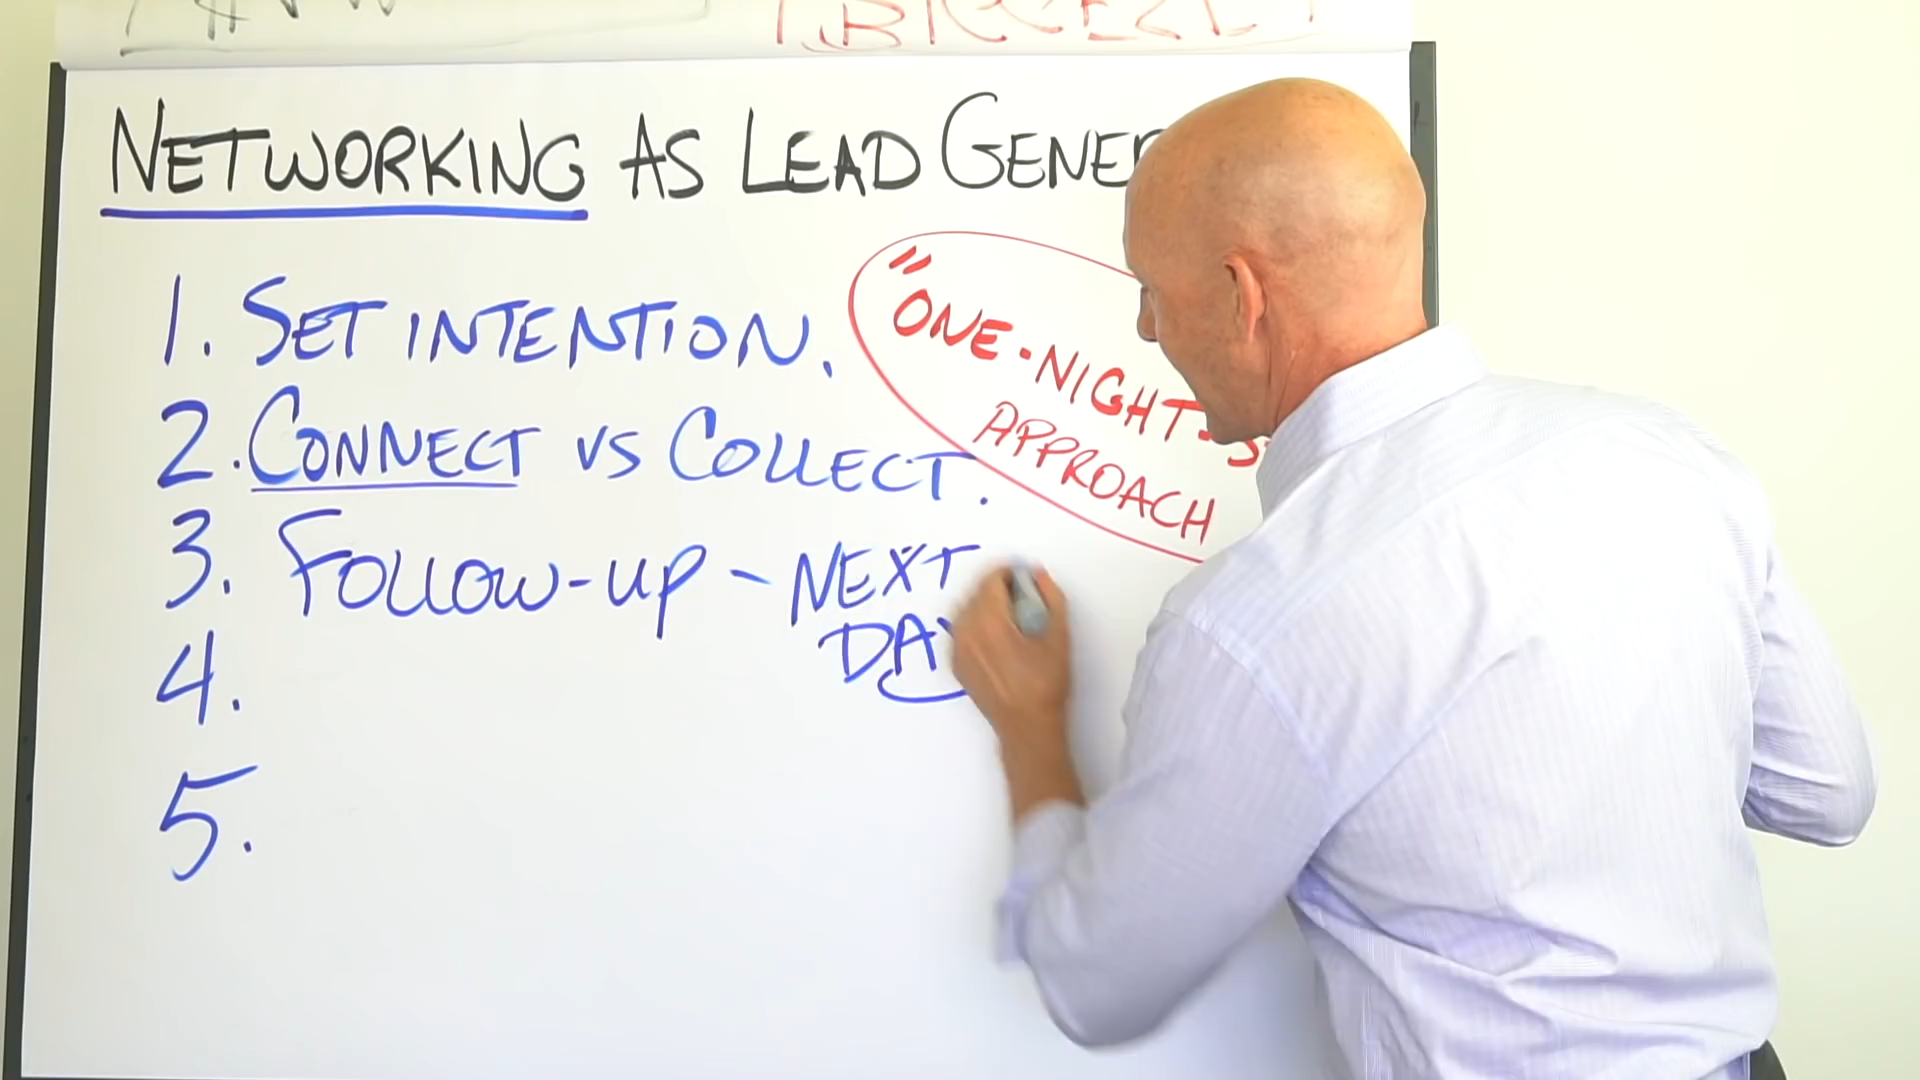 NETWORKING AS LEAD GENER
1. SET INTENTION.
"ONE-NIGHT-S
APPROACH
2. CONNECT VS COLLECT.
3. FOLLOW-UP - NEXT
DAY
4.
5.